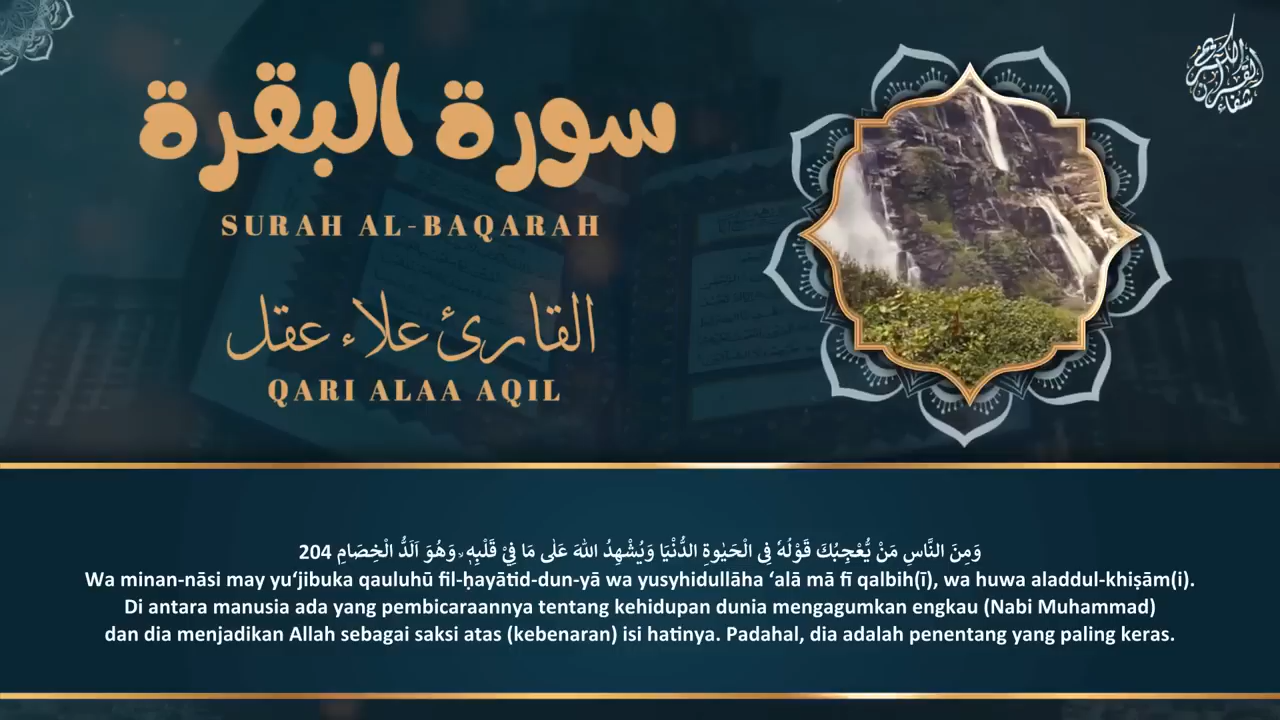 سورة البقرة
SURAH AL-BAQARAH
القارئ علاء عقل
QARI ALAA AQIL
وَمِنَ النَّاسِ مَنْ يُّعْجِبُكَ قَوْلُهٗ فِى الْحَيٰوةِ الدُّنْيَا وَيُشْهِدُ اللّٰهَ عَلٰى مَا فِيْ قَلْبِهٖ ۙ وَهُوَ اَلَدُّ الْخِصَامِ 204
Wa minan-nāsi may yu‘jibuka qauluhū fil-ḥayātid-dun-yā wa yusyhidullāha ‘alā mā fī qalbih(ī), wa huwa aladdul-khiṣām(i).
Di antara manusia ada yang pembicaraannya tentang kehidupan dunia mengagumkan engkau (Nabi Muhammad)
dan dia menjadikan Allah sebagai saksi atas (kebenaran) isi hatinya. Padahal, dia adalah penentang yang paling keras.